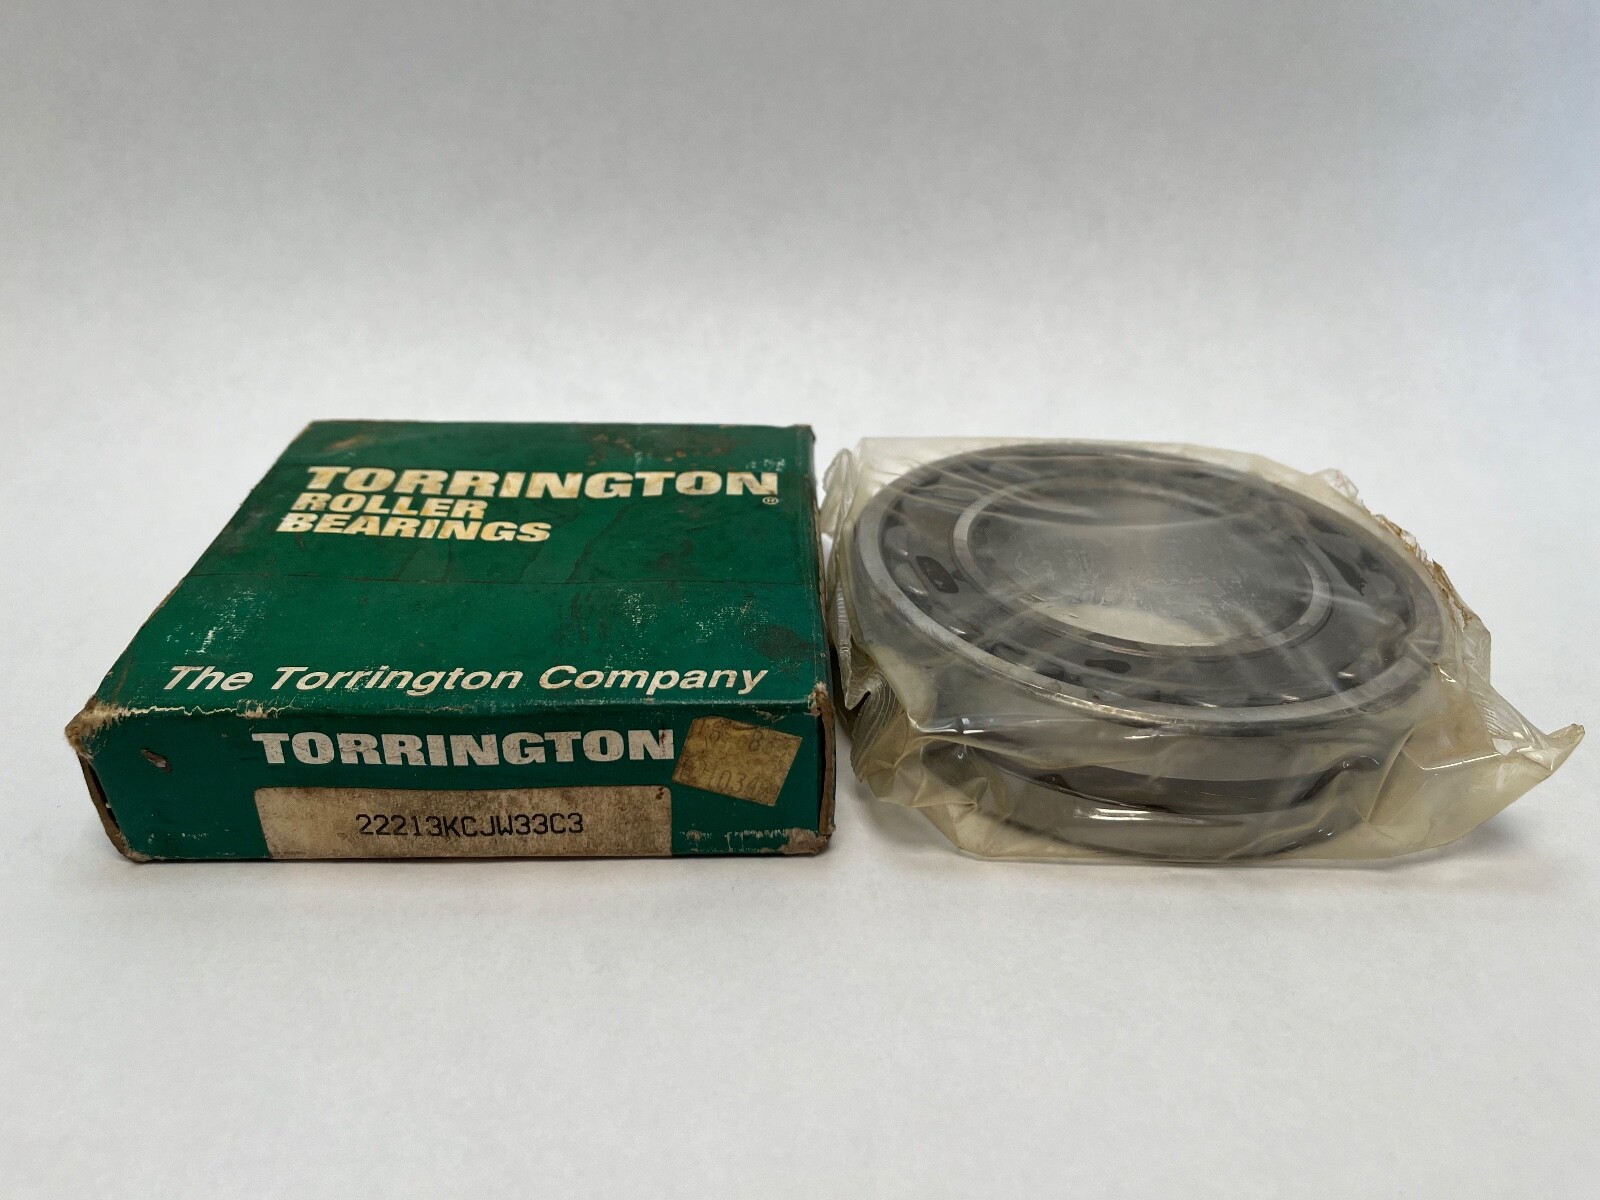 TORRINGTON®
ROLLER
BEARINGS
The Torrington Company
TORRINGTON
22213KCJW33C3